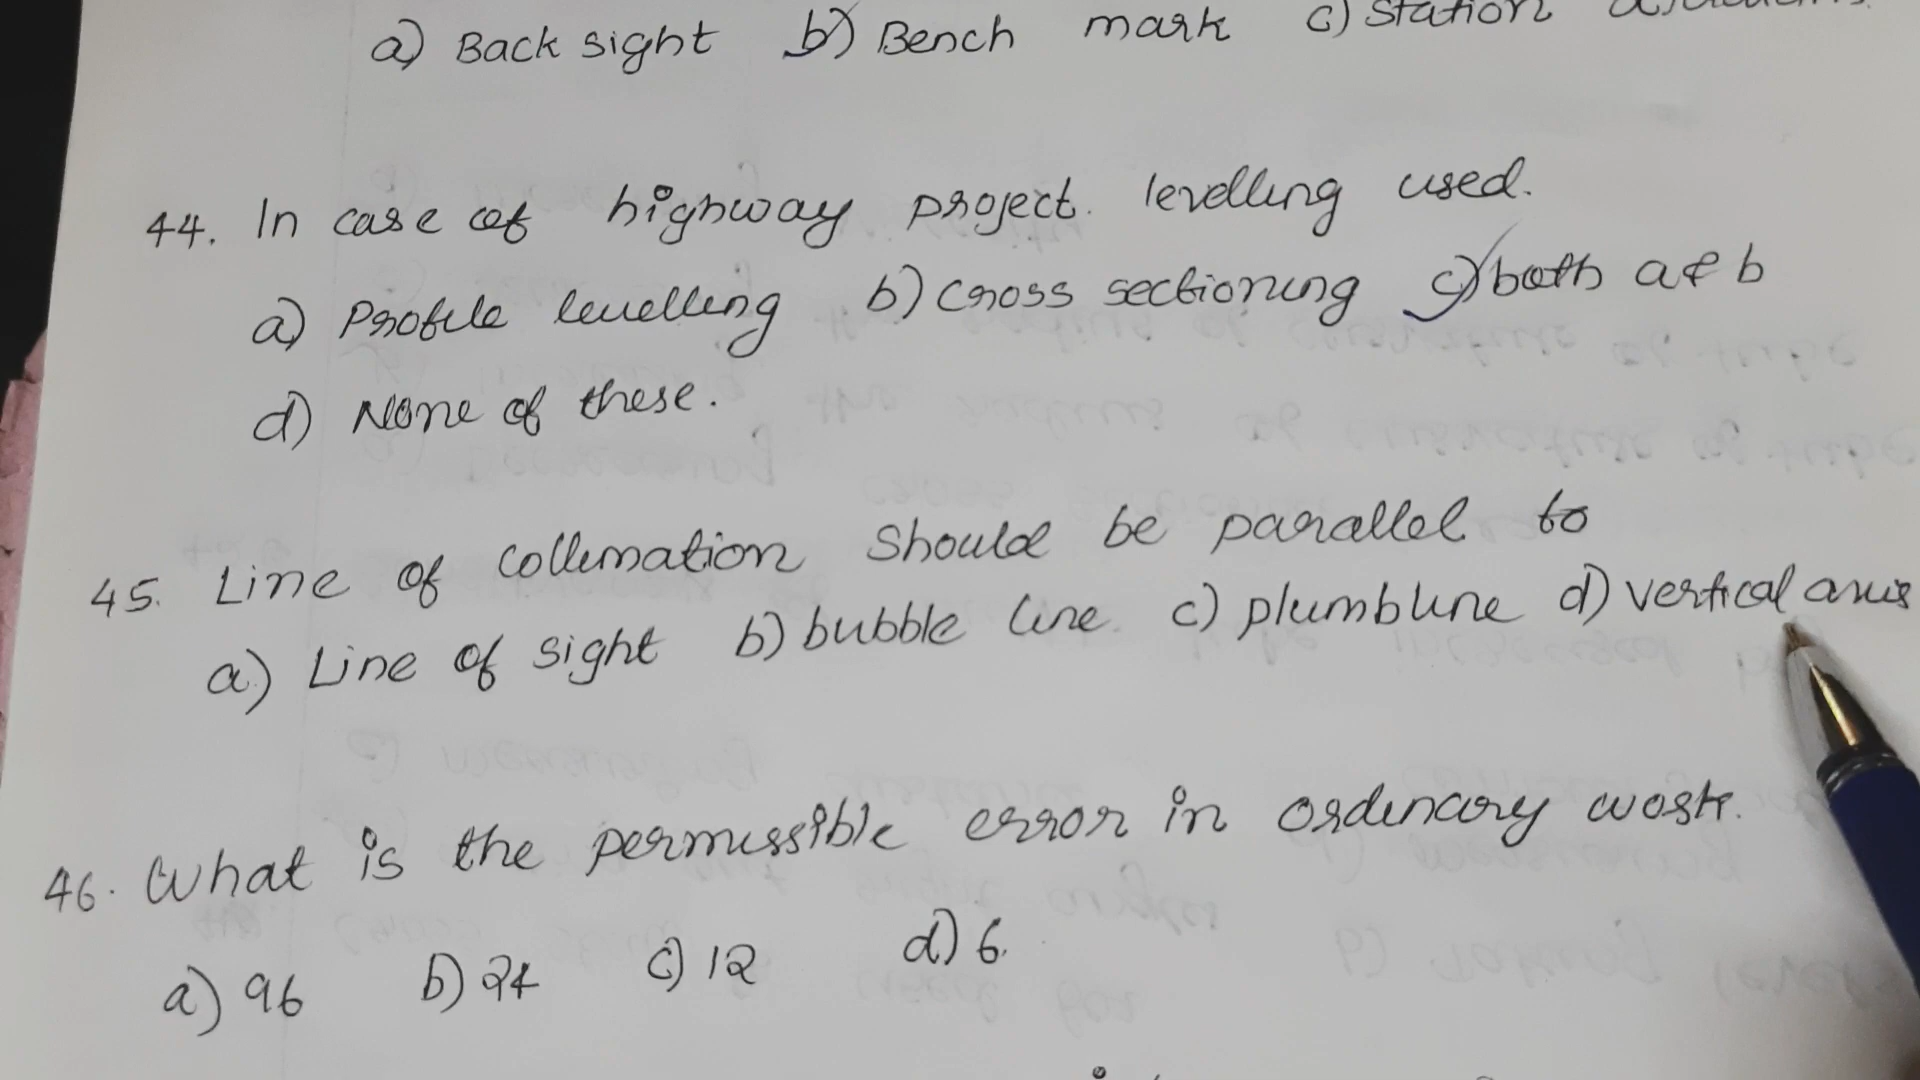 a) Back sight b) Bench mark c) Station
44. In case of highway project. levelling used.
a) Profile levelling b) Cross sectioning c) both a & b
d) None of these.
45. Line of collimation should be parallel to
a) Line of sight b) bubble line. c) plumbline d) vertical axis
46. What is the permissible error in ordinary work.
a) 96 b) 24 c) 12 d) 6.